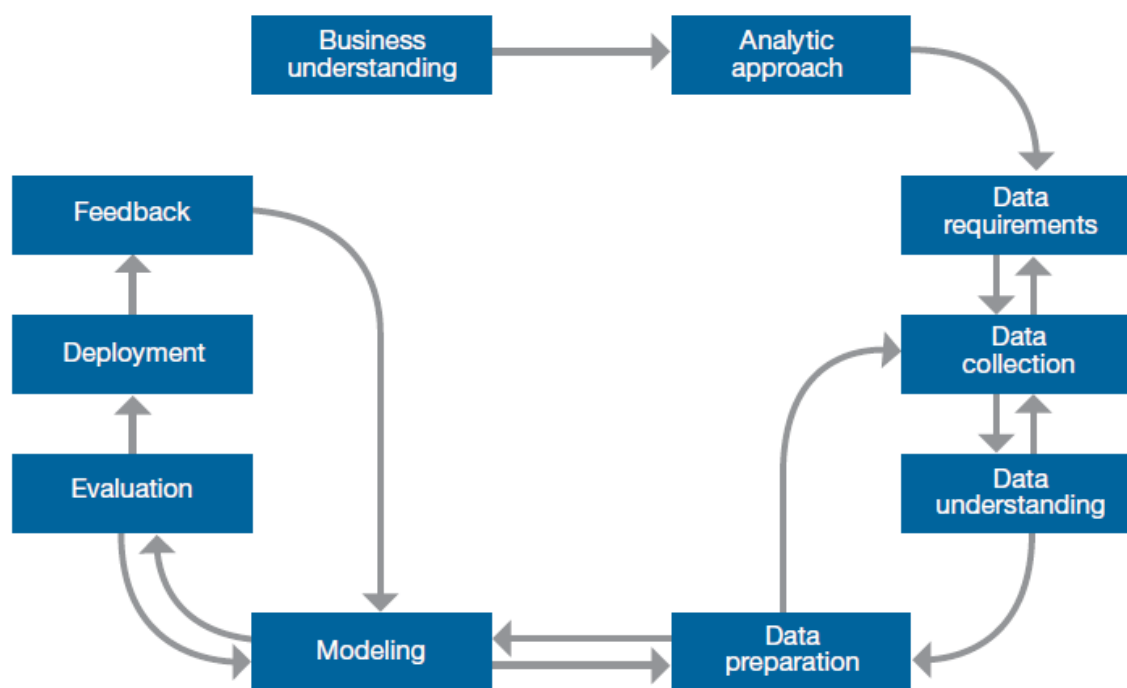 Business
understanding
Analytic
approach
Data
requirements
Data
collection
Data
understanding
Data
preparation
Modeling
Evaluation
Deployment
Feedback